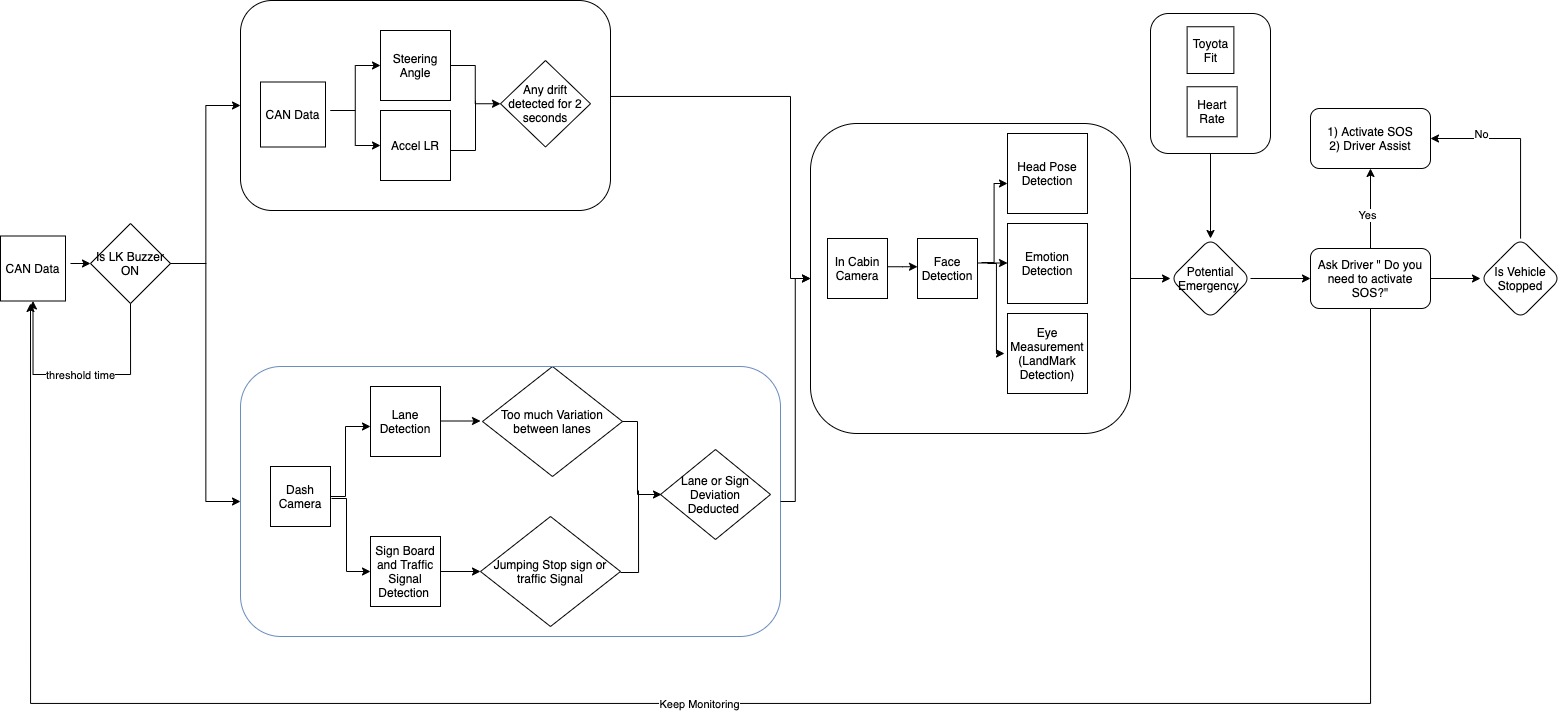 CAN Data
Is LK Buzzer
ON
threshold time
CAN Data
Steering
Angle
Accel LR
Any drift
detected for 2
seconds
Dash
Camera
Lane
Detection
Too much Variation
between lanes
Sign Board
and Traffic
Signal
Detection
Jumping Stop sign or
traffic Signal
Lane or Sign
Deviation
Deducted
In Cabin
Camera
Face
Detection
Head Pose
Detection
Emotion
Detection
Eye
Measurement
(LandMark
Detection)
Toyota
Fit
Heart
Rate
Potential
Emergency
Ask Driver " Do you
need to activate
SOS?"
Yes
1) Activate SOS
2) Driver Assist
No
Is Vehicle
Stopped
Keep Monitoring